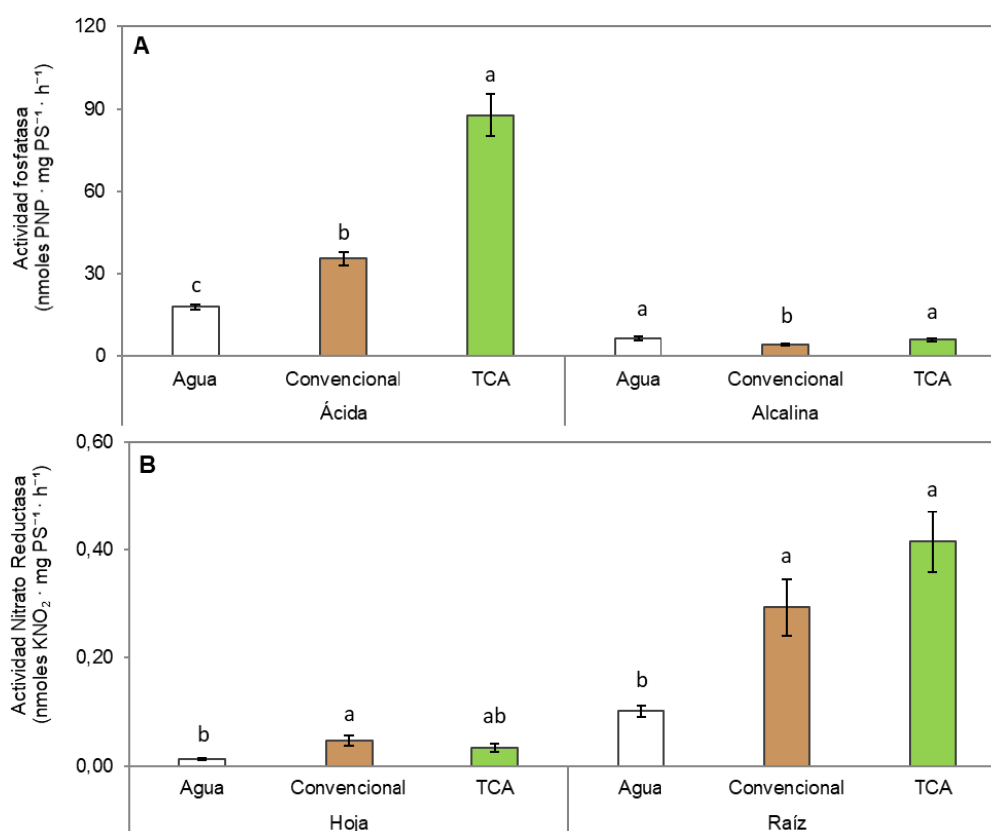 A
Actividad fosfatasa
(nmoles PNP · mg PS⁻¹ · h⁻¹)
120
90
60
30
0
c
b
a
a
b
a
Agua Convencional TCA Agua Convencional TCA
Ácida Alcalina
B
Actividad Nitrato Reductasa
(nmoles KNO₂ · mg PS⁻¹ · h⁻¹)
0,60
0,40
0,20
0,00
b
a
ab
b
a
a
Agua Convencional TCA Agua Convencional TCA
Hoja Raíz